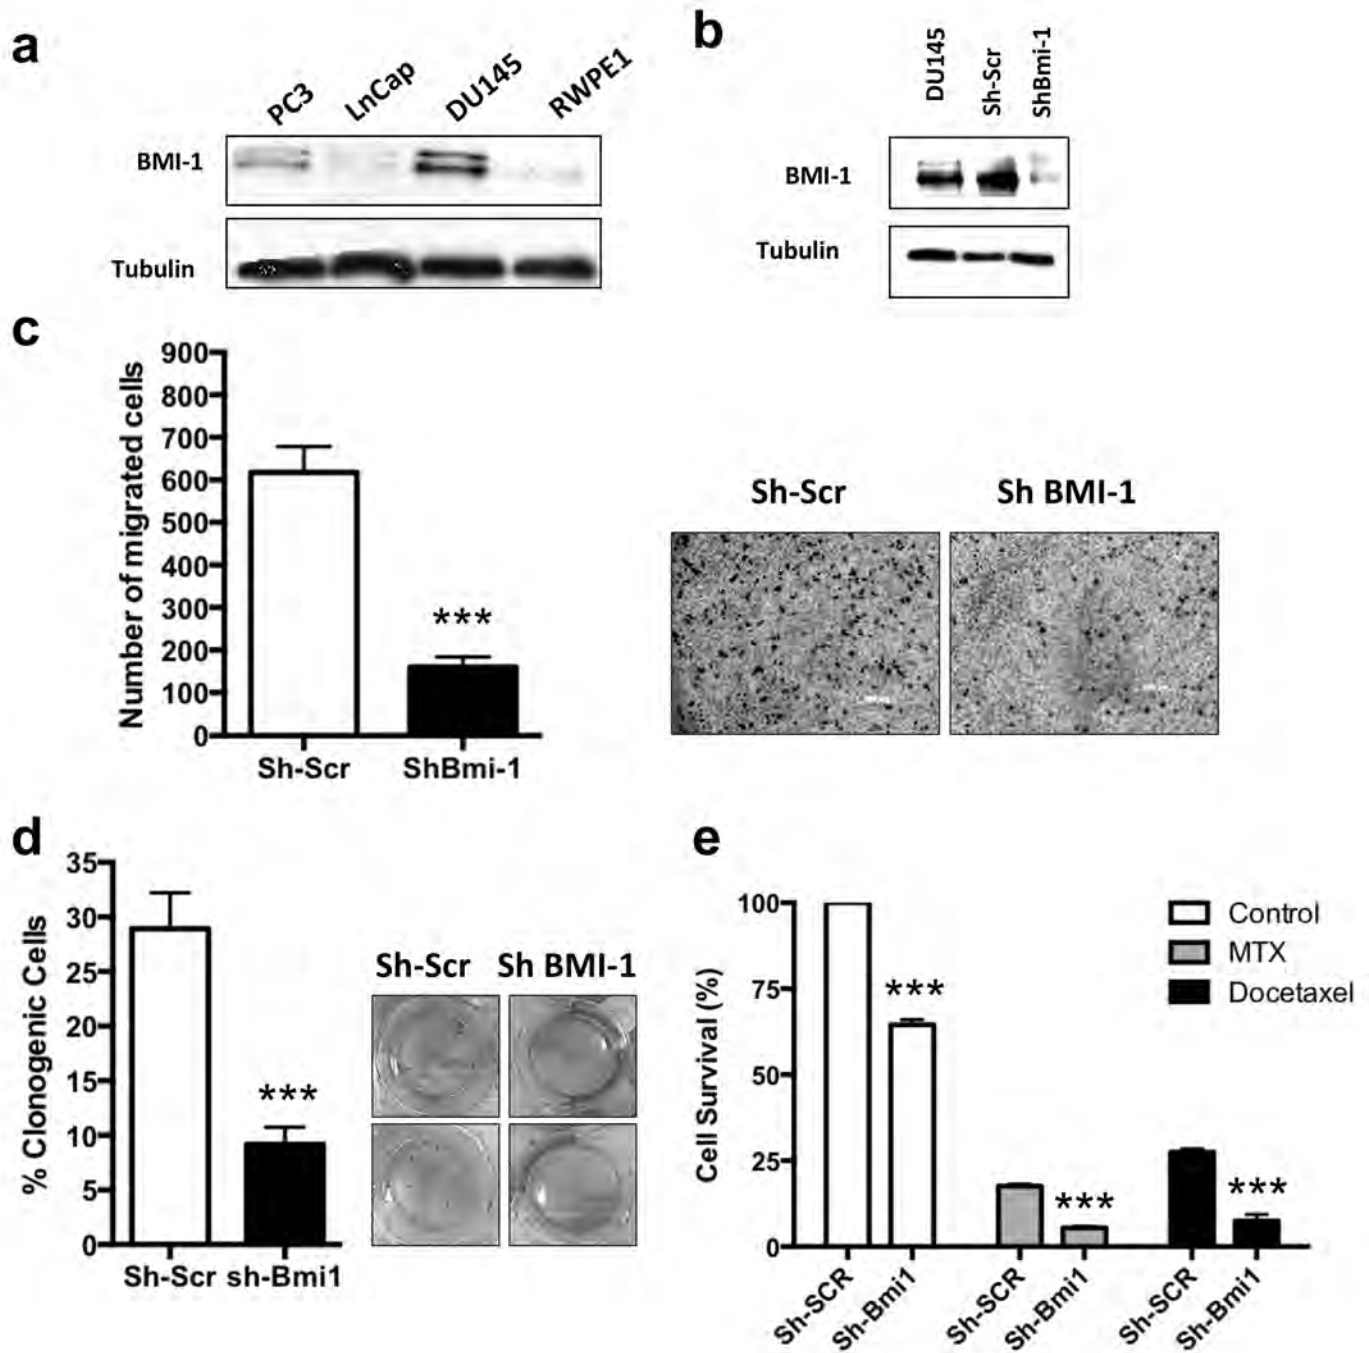 a
PC3 LnCap DU145 RWPE1
BMI-1
Tubulin
b
DU145 Sh-Scr ShBmi-1
BMI-1
Tubulin
c
Number of migrated cells
900
800
700
600
500
400
300
200
100
0
***
Sh-Scr ShBmi-1
Sh-Scr Sh BMI-1
d
% Clonogenic Cells
35
30
25
20
15
10
5
0
***
Sh-Scr sh-Bmi1
Sh-Scr Sh BMI-1
e
Cell Survival (%)
100
75
50
25
0
***
***
***
Control
MTX
Docetaxel
Sh-SCR Sh-Bmi1 Sh-SCR Sh-Bmi1 Sh-SCR Sh-Bmi1